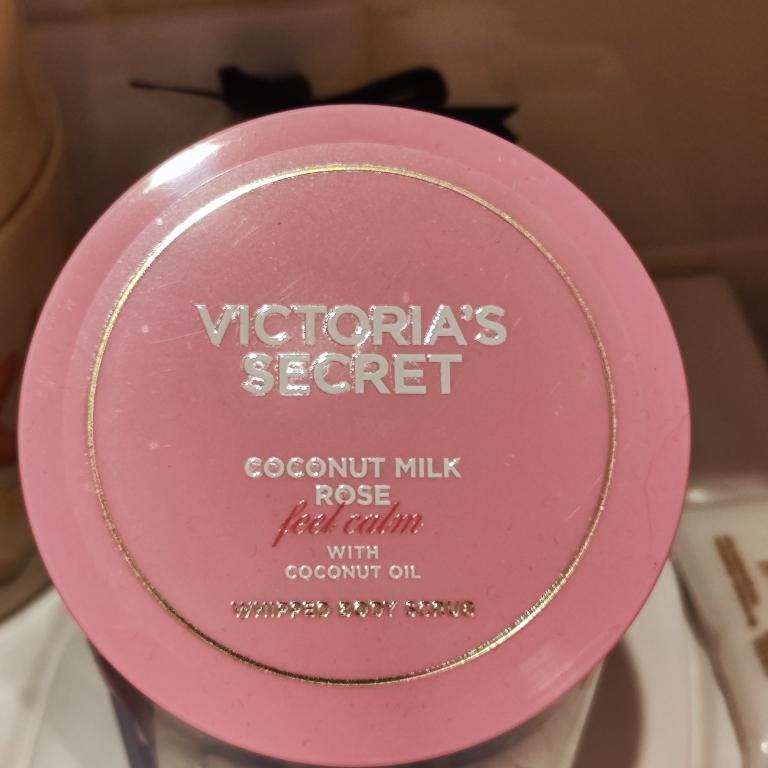 VICTORIA'S
SECRET
COCONUT MILK
ROSE
feel calm
WITH
COCONUT OIL
WHIPPED BODY SCRUB